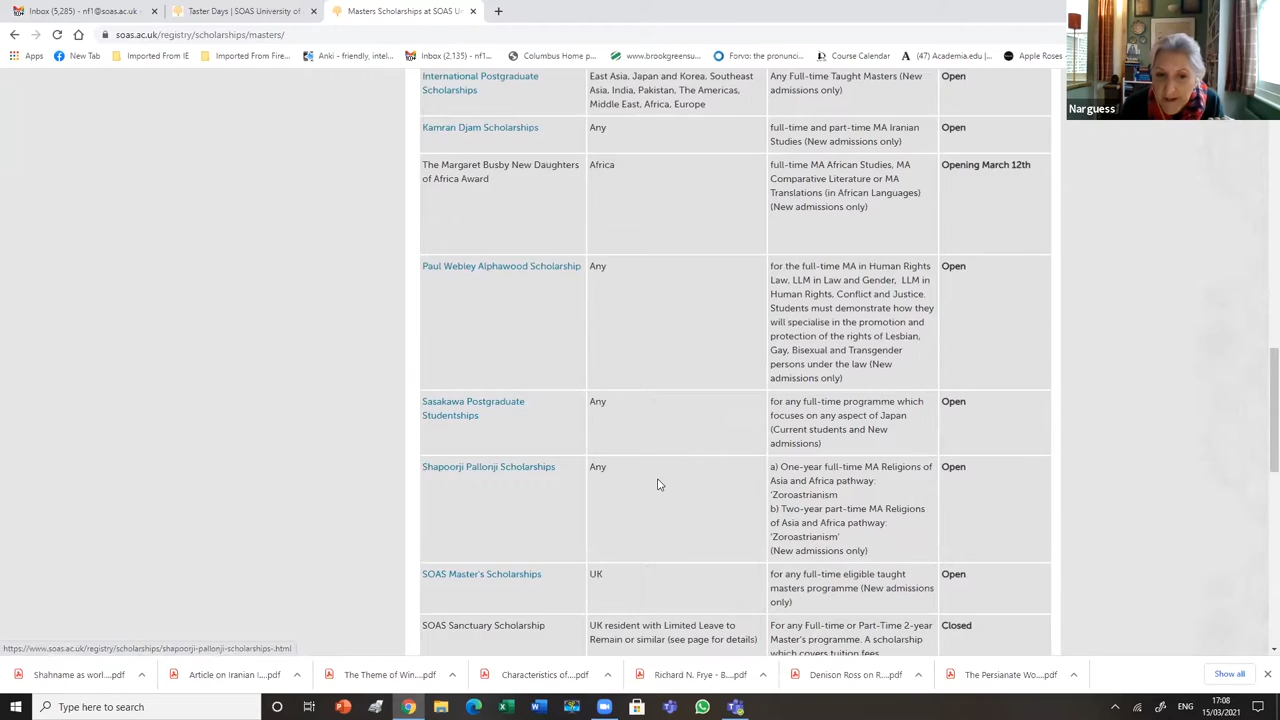 Inbox (5,285) - nf1@soas.ac.uk -
Taster Days | SOAS University of
Masters Scholarships at SOAS Un
soas.ac.uk/registry/scholarships/masters/
Apps
New Tab
Imported From IE
Imported From Fire...
Anki - friendly, intel...
Inbox (2,135) - nf1...
Columbus Home - p...
www.brookgreensu...
Forvo: the pronunci...
Course Calendar
(47) Academia.edu
Apple Roses
Narguess
International Postgraduate
Scholarships
East Asia, Japan and Korea, Southeast
Asia, India, Pakistan, The Americas,
Middle East, Africa, Europe
Any Full-time Taught Masters (New
admissions only)
Open
Kamran Djam Scholarships
Any
full-time and part-time MA Iranian
Studies (New admissions only)
Open
The Margaret Busby New Daughters
of Africa Award
Africa
full-time MA African Studies, MA
Comparative Literature or MA
Translations (in African Languages)
(New admissions only)
Opening March 12th
Paul Webley Alphawood Scholarship
Any
for the full-time MA in Human Rights
Law, LLM in Law and Gender, LLM in
Human Rights, Conflict and Justice.
Students must demonstrate how they
will specialise in the promotion and
protection of the rights of Lesbian,
Gay, Bisexual and Transgender
persons under the law (New
admissions only)
Open
Sasakawa Postgraduate
Studentships
Any
for any full-time programme which
focuses on any aspect of Japan
(Current students and New
admissions)
Open
Shapoorji Pallonji Scholarships
Any
a) One-year full-time MA Religions of
Asia and Africa pathway:
'Zoroastrianism
b) Two-year part-time MA Religions
of Asia and Africa pathway:
'Zoroastrianism'
(New admissions only)
Open
SOAS Master's Scholarships
UK
for any full-time eligible taught
masters programme (New admissions
only)
Open
SOAS Sanctuary Scholarship
UK resident with Limited Leave to
Remain or similar (see page for details)
For any Full-time or Part-Time 2-year
Master's programme. A scholarship
which covers tuition fees
Closed
https://www.soas.ac.uk/registry/scholarships/shapoorji-pallonji-scholarships-.html
Shahname as worl....pdf
Article on Iranian I....pdf
The Theme of Win....pdf
Characteristics of....pdf
Richard N. Frye - B....pdf
Denison Ross on R....pdf
The Persianate Wo....pdf
Show all
Type here to search
ENG
17:08
15/03/2021